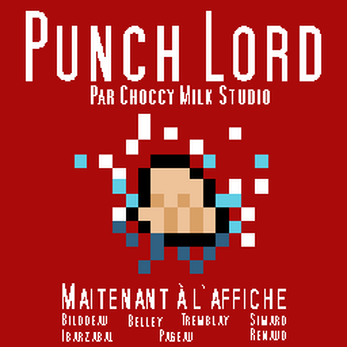 Punch Lord
Par Choccy Milk Studio
Maitenant à l'affiche
Bilodeau Belley Tremblay Simard
Ibarzabal Pageau Renaud